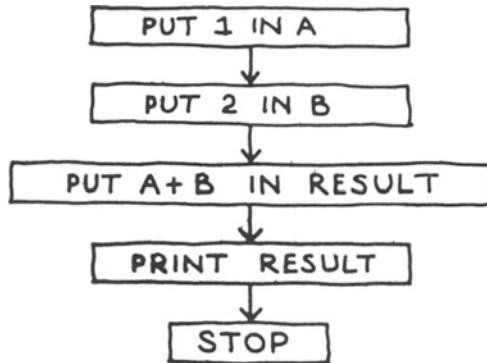 PUT 1 IN A
PUT 2 IN B
PUT A+B IN RESULT
PRINT RESULT
STOP